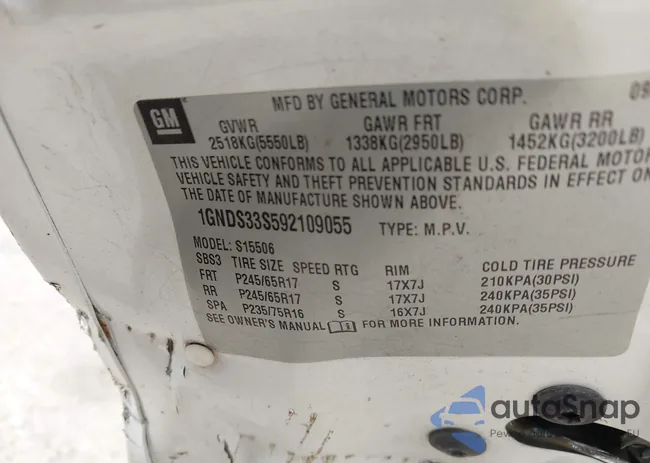 MFD BY GENERAL MOTORS CORP. 09
GM
GVWR GAWR FRT GAWR RR
2518KG(5550LB) 1338KG(2950LB) 1452KG(3200LB)
THIS VEHICLE CONFORMS TO ALL APPLICABLE U.S. FEDERAL MOTOR
VEHICLE SAFETY AND THEFT PREVENTION STANDARDS IN EFFECT ON
THE DATE OF MANUFACTURE SHOWN ABOVE.
1GNDS33S592109055 TYPE: M.P.V.
MODEL: S15506
SBS3 TIRE SIZE SPEED RTG RIM COLD TIRE PRESSURE
FRT P245/65R17 S 17X7J 210KPA(30PSI)
RR P245/65R17 S 17X7J 240KPA(35PSI)
SPA P235/75R16 S 16X7J 240KPA(35PSI)
SEE OWNER'S MANUAL FOR MORE INFORMATION.
autoSnap